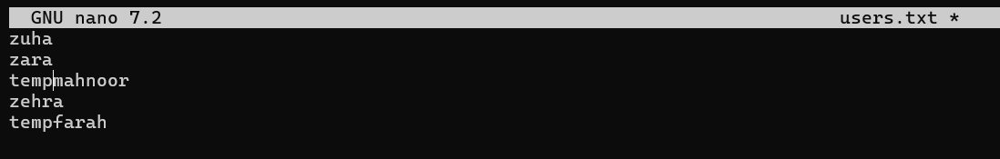 GNU nano 7.2 users.txt *
zuha
zara
tempmahnoor
zehra
tempfarah